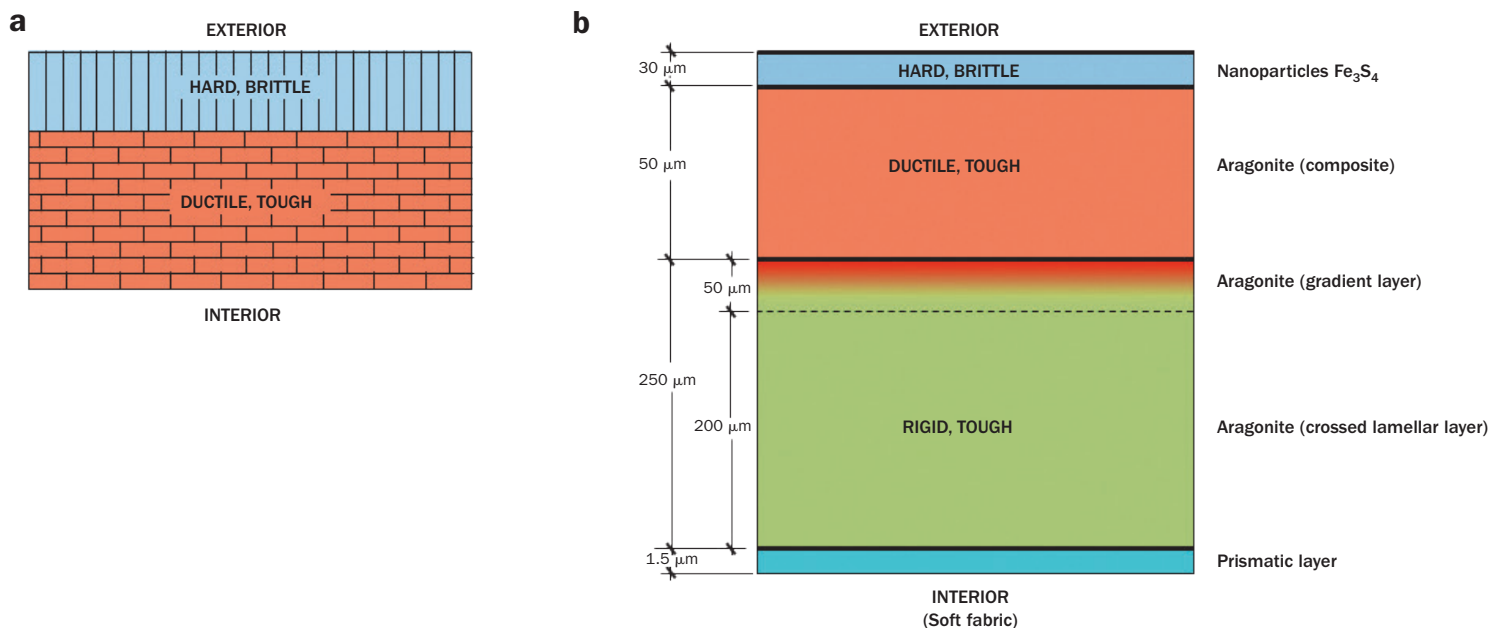 a
EXTERIOR
HARD, BRITTLE
DUCTILE, TOUGH
INTERIOR
b
EXTERIOR
30 μm
HARD, BRITTLE
Nanoparticles Fe₃S₄
50 μm
DUCTILE, TOUGH
Aragonite (composite)
50 μm
Aragonite (gradient layer)
250 μm
200 μm
RIGID, TOUGH
Aragonite (crossed lamellar layer)
1.5 μm
Prismatic layer
INTERIOR
(Soft fabric)